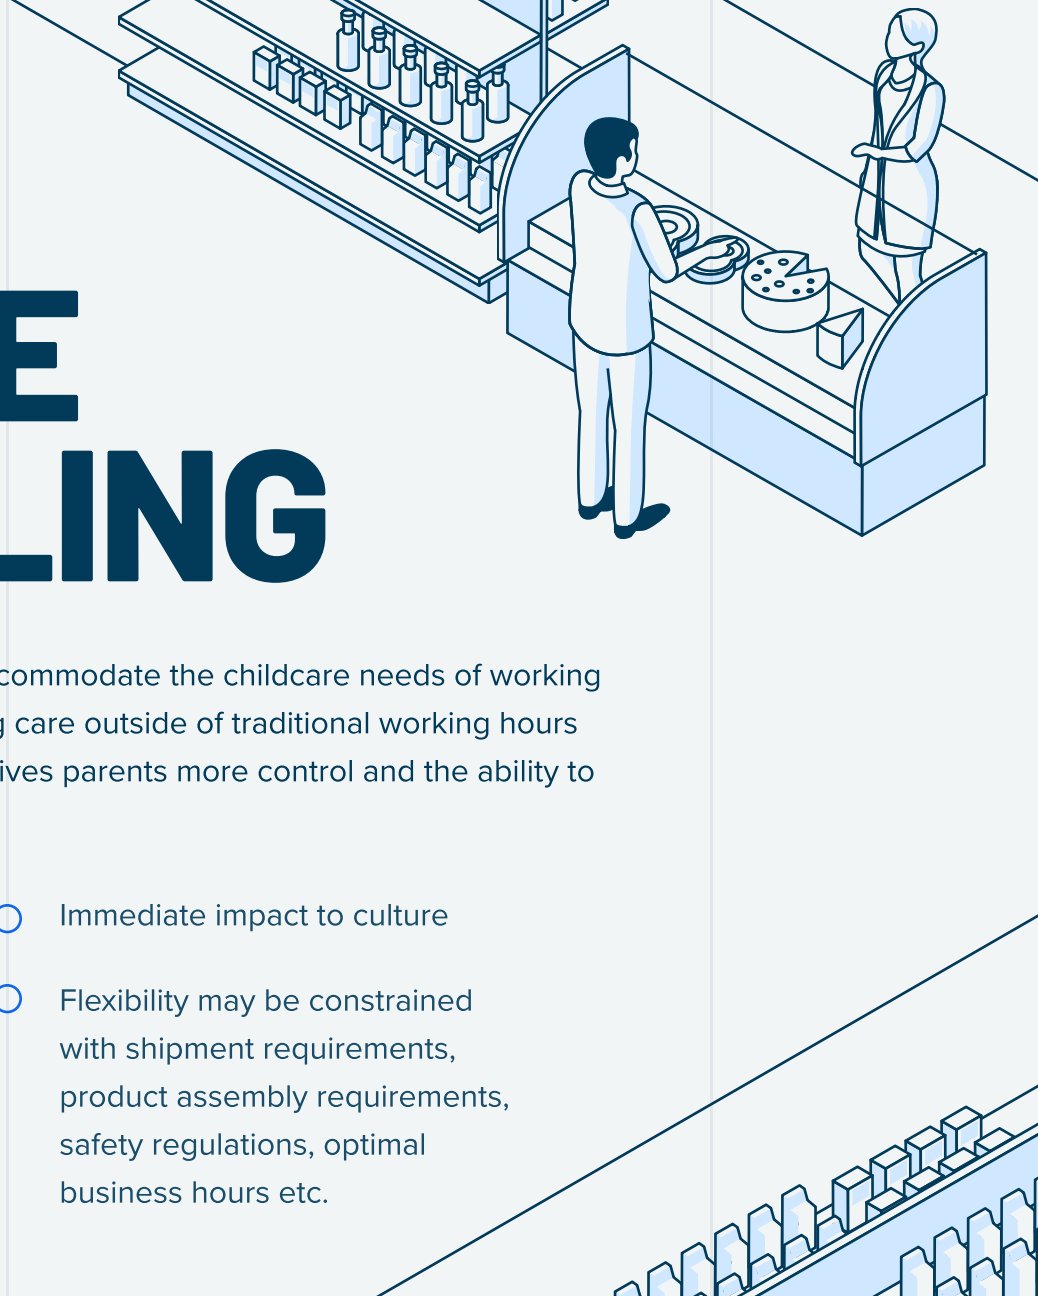 E
LING
commodate the childcare needs of working
g care outside of traditional working hours
ives parents more control and the ability to
Immediate impact to culture
Flexibility may be constrained
with shipment requirements,
product assembly requirements,
safety regulations, optimal
business hours etc.